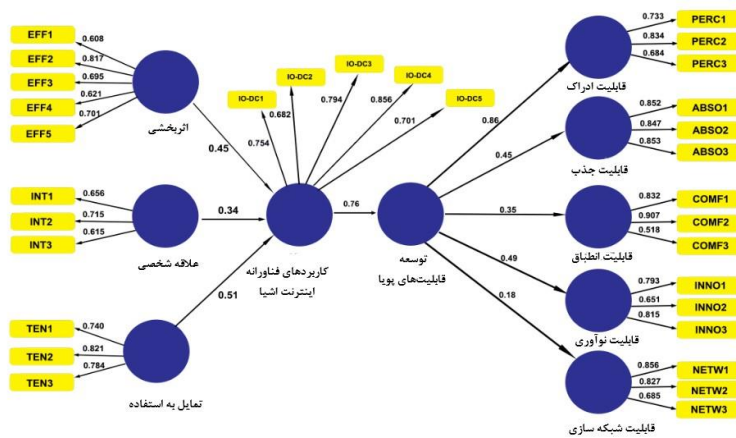 EFF1
0.608
EFF2
0.817
EFF3
0.695
EFF4
0.621
EFF5
0.701
اثربخشی
0.45
INT1
0.656
INT2
0.715
INT3
0.615
علاقه شخصی
0.34
TEN1
0.740
TEN2
0.821
TEN3
0.784
تمایل به استفاده
0.51
IO-DC1
0.754
IO-DC2
0.682
IO-DC3
0.794
IO-DC4
0.856
IO-DC5
0.701
کاربردهای فناورانه
اینترنت اشیا
0.76
توسعه
قابلیت‌های پویا
0.86
PERC1
0.733
PERC2
0.834
PERC3
0.684
قابلیت ادراک
0.45
ABSO1
0.852
ABSO2
0.847
ABSO3
0.853
قابلیت جذب
0.35
COMF1
0.832
COMF2
0.907
COMF3
0.518
قابلیت انطباق
0.49
INNO1
0.793
INNO2
0.651
INNO3
0.815
قابلیت نوآوری
0.18
NETW1
0.856
NETW2
0.827
NETW3
0.685
قابلیت شبکه سازی